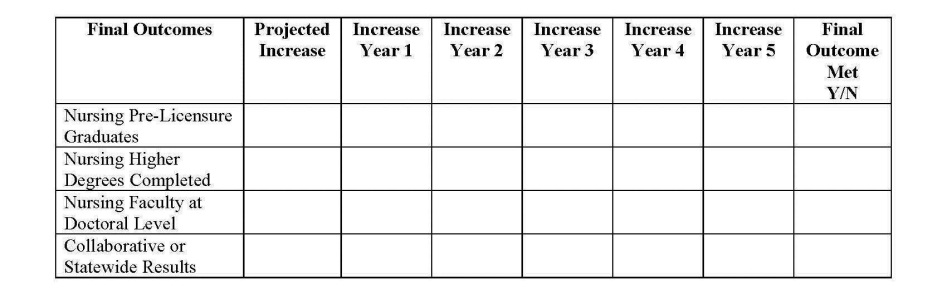 Final Outcomes Projected Increase Increase Increase Increase Increase Final
Increase Year 1 Year 2 Year 3 Year 4 Year 5 Outcome
Met
Y/N
Nursing Pre-Licensure
Graduates
Nursing Higher
Degrees Completed
Nursing Faculty at
Doctoral Level
Collaborative or
Statewide Results